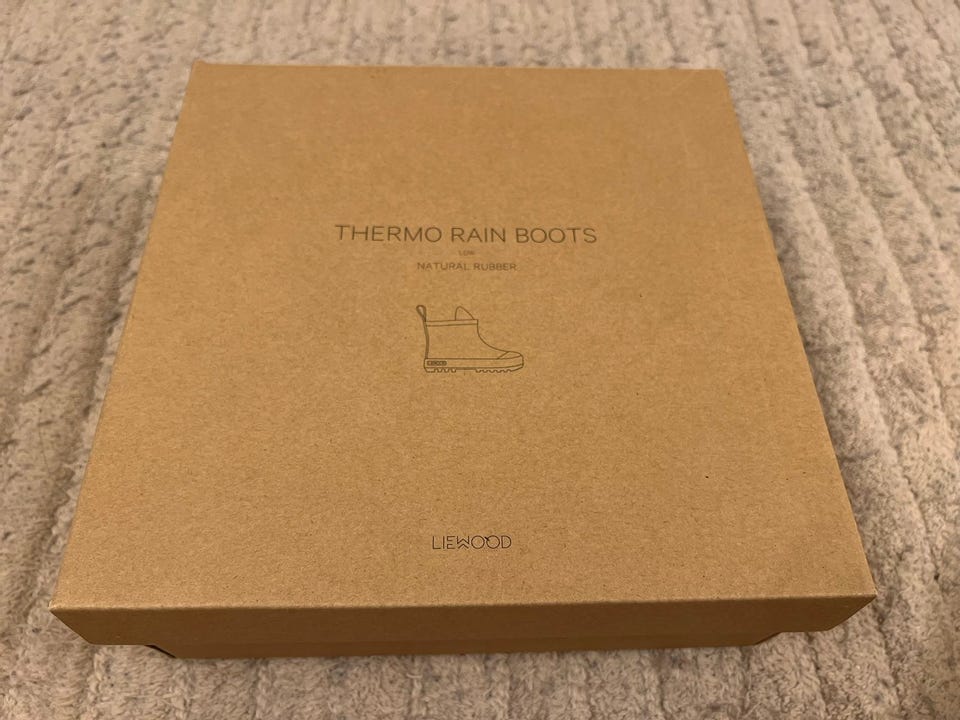 THERMO RAIN BOOTS
LOW
NATURAL RUBBER
LIEWOOD